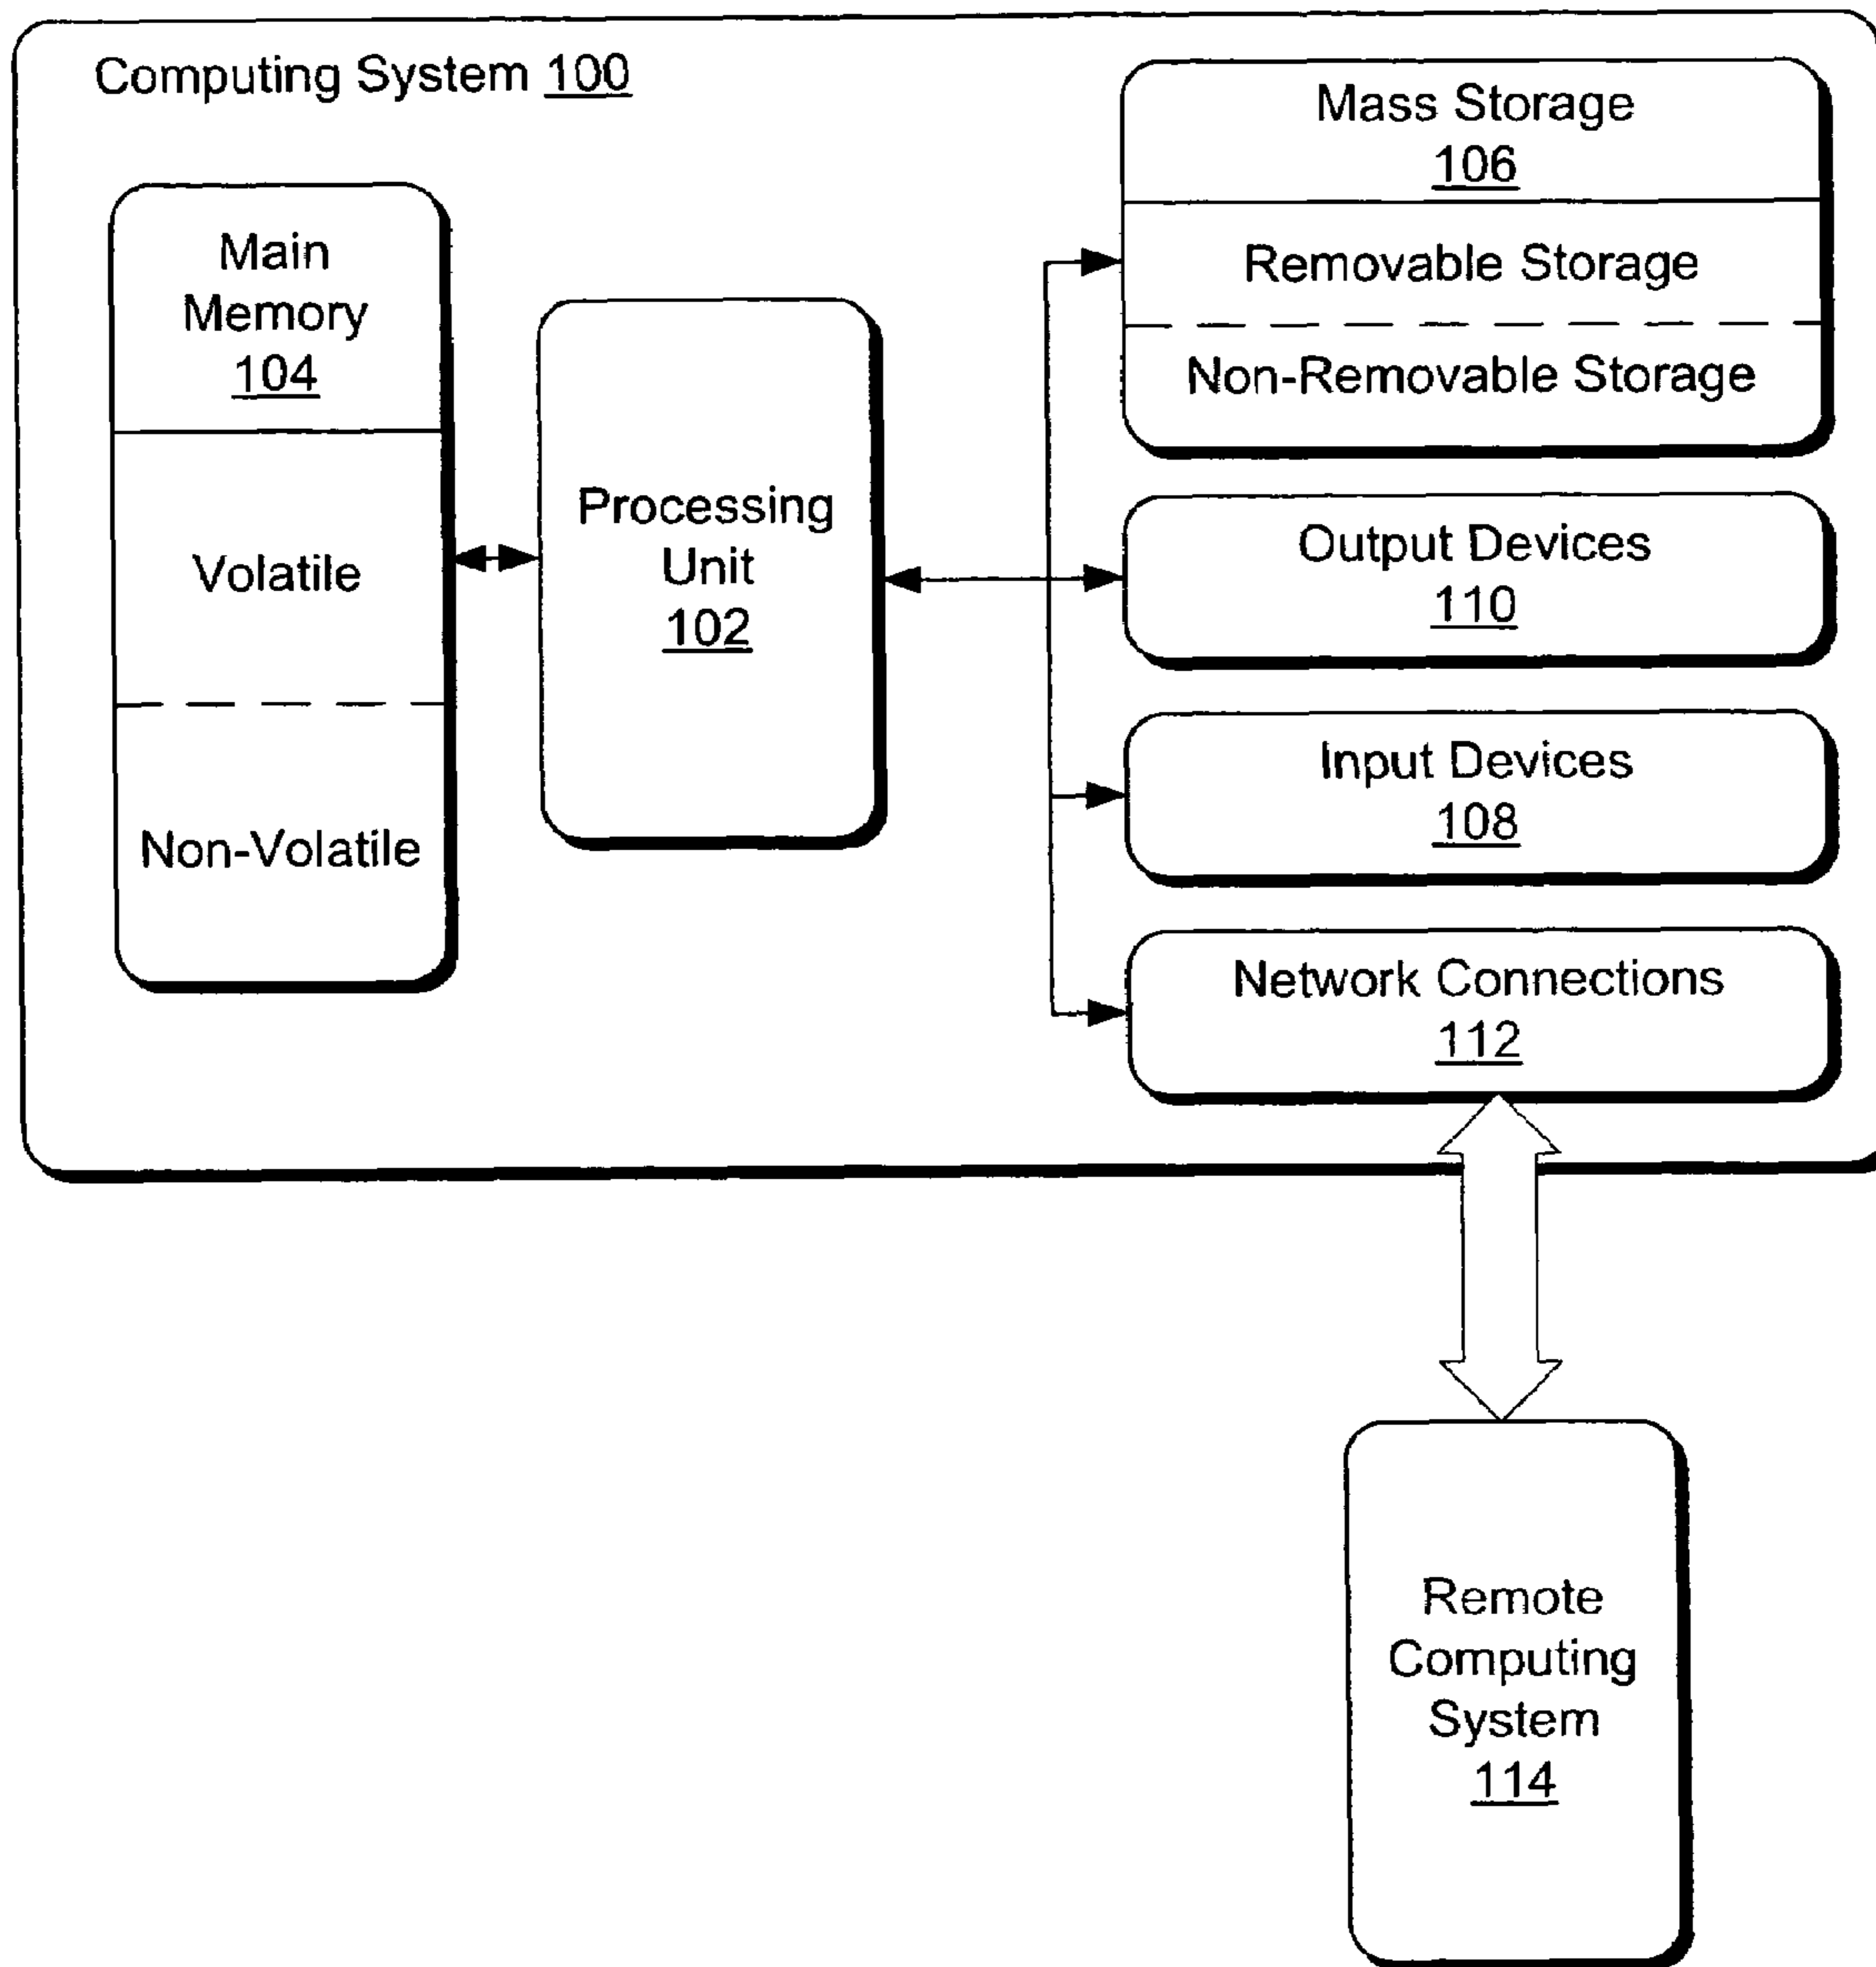 Computing System 100
Main
Memory
104
Volatile
Non-Volatile
Processing
Unit
102
Mass Storage
106
Removable Storage
Non-Removable Storage
Output Devices
110
Input Devices
108
Network Connections
112
Remote
Computing
System
114